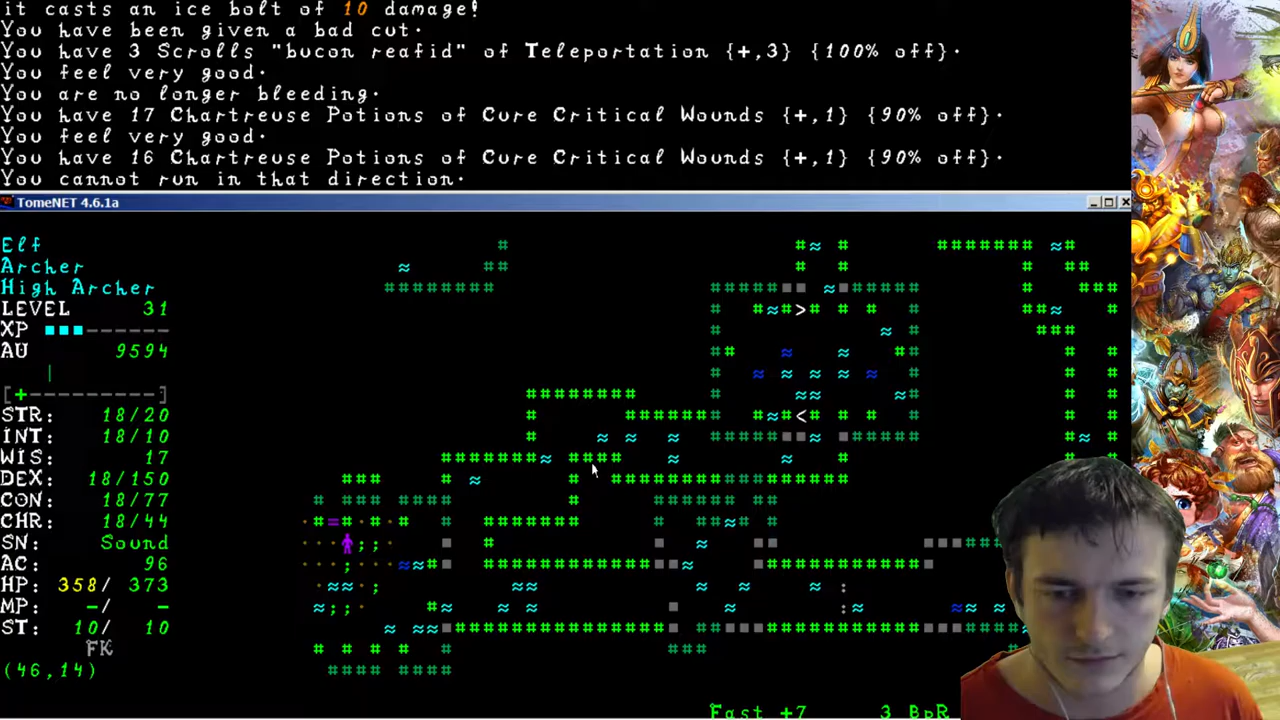 it casts an ice bolt of 10 damage!
You have been given a bad cut.
You have 3 Scrolls "bucon reafid" of Teleportation {+,3} {100% off}.
You feel very good.
You are no longer bleeding.
You have 17 Chartreuse Potions of Cure Critical Wounds {+,1} {90% off}.
You feel very good.
You have 16 Chartreuse Potions of Cure Critical Wounds {+,1} {90% off}.
You cannot run in that direction.
TomeNET 4.6.1a
Elf
Archer
High Archer
LEVEL 31
XP
AU 9594
STR: 18/20
INT: 18/10
WIS: 17
DEX: 18/150
CON: 18/77
CHR: 18/44
SN: Sound
AC: 96
HP: 358/ 373
MP: -/ -
ST: 10/ 10
FK
(46,14)
Fast +7 3 BpR